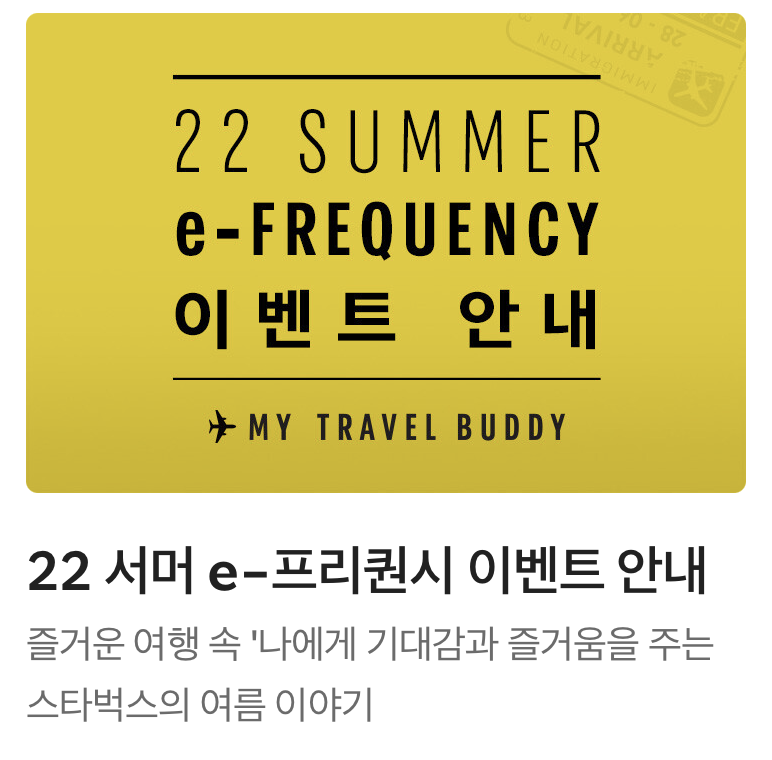 22 SUMMER
e-FREQUENCY
이벤트 안내
MY TRAVEL BUDDY
IMMIGRATION
ARRIVAL
22 서머 e-프리퀀시 이벤트 안내
즐거운 여행 속 '나에게 기대감과 즐거움을 주는
스타벅스의 여름 이야기